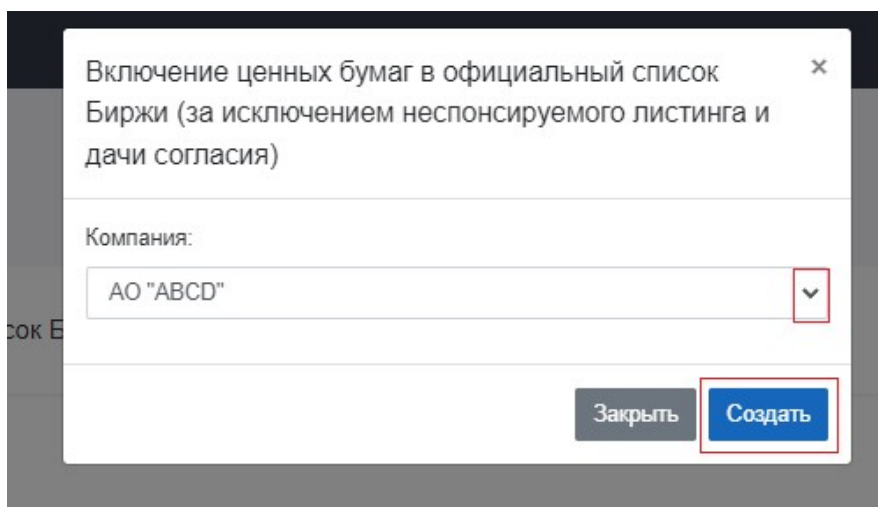 Включение ценных бумаг в официальный список
Биржи (за исключением неспонсируемого листинга и
дачи согласия)
×
Компания:
АО "ABCD"
сок Б
Закрыть
Создать